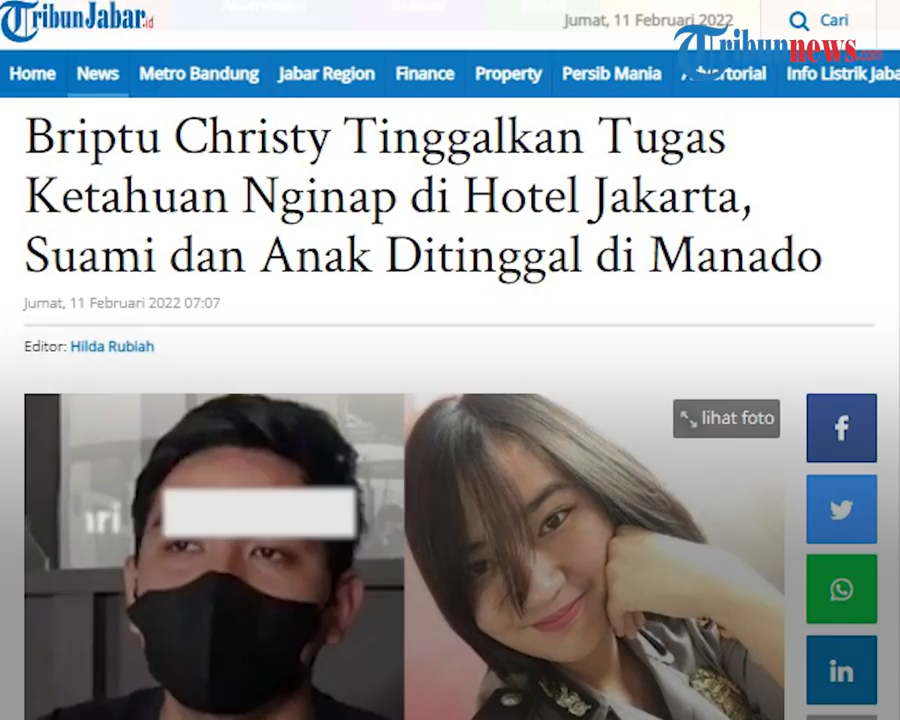 TribunJabar.id
Jumat, 11 Februari 2022
Cari
Tribunnews.com
Home News Metro Bandung Jabar Region Finance Property Persib Mania Info Listrik Jaba
Briptu Christy Tinggalkan Tugas
Ketahuan Nginap di Hotel Jakarta,
Suami dan Anak Ditinggal di Manado
Jumat, 11 Februari 2022 07:07
Editor: Hilda Rubiah
lihat foto
f
in